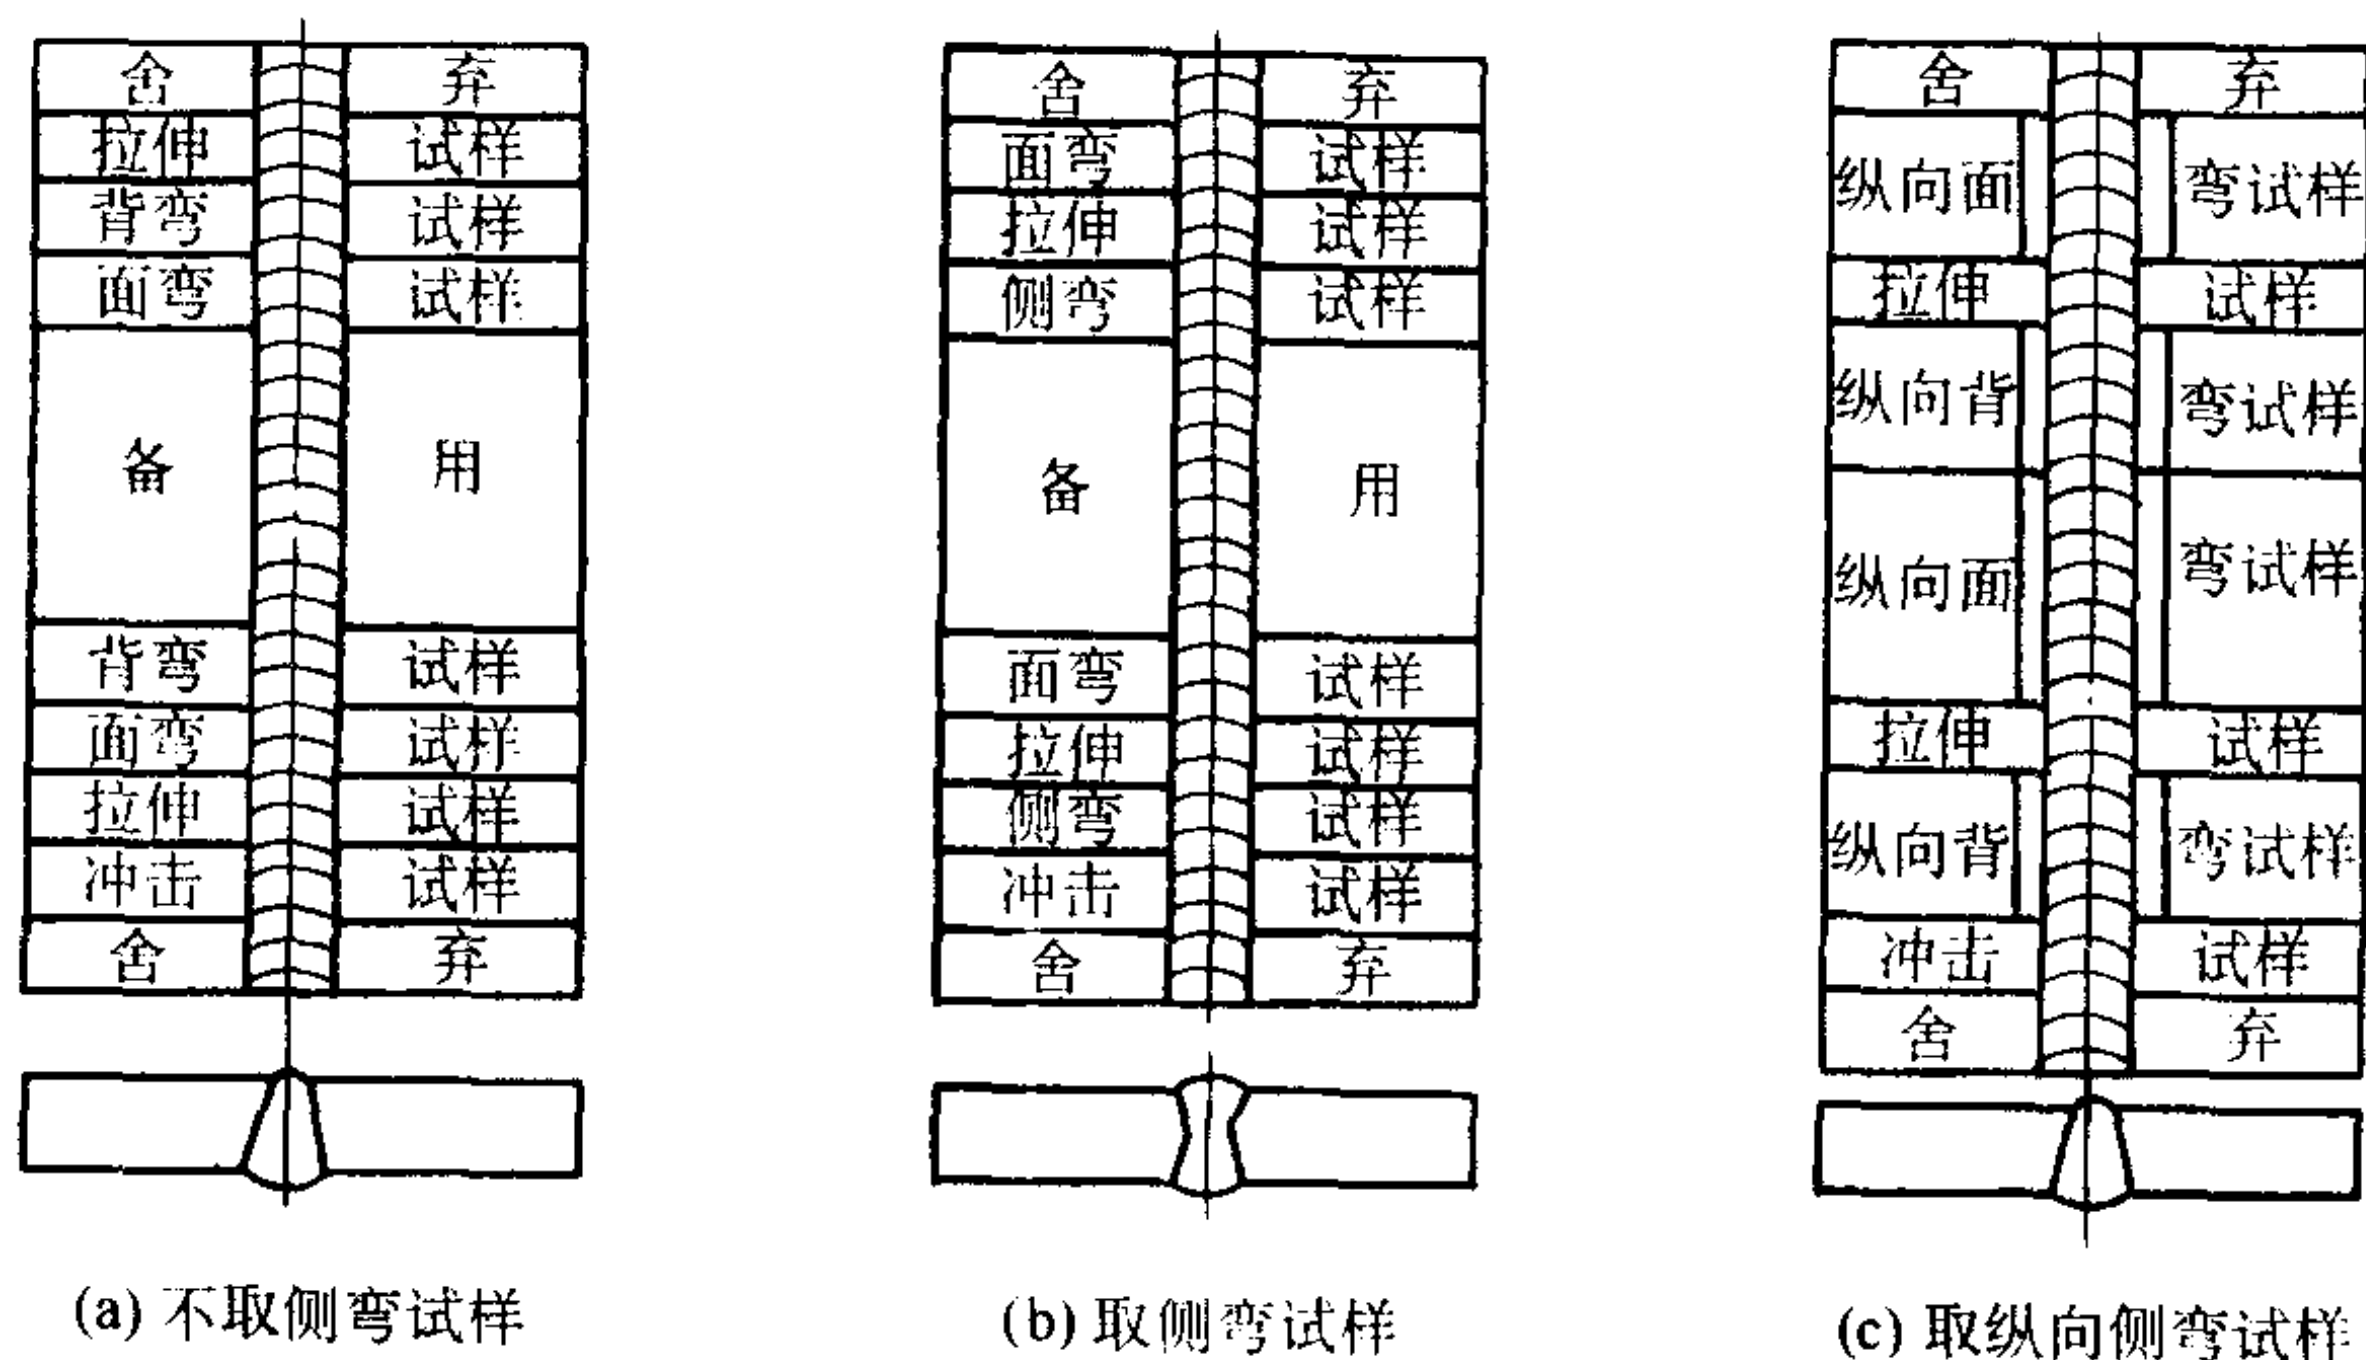 舍 弃
拉伸 试样
背弯 试样
面弯 试样
备 用
背弯 试样
面弯 试样
拉伸 试样
冲击 试样
舍 弃
(a) 不取侧弯试样
舍 弃
面弯 试样
拉伸 试样
侧弯 试样
备 用
面弯 试样
拉伸 试样
侧弯 试样
冲击 试样
舍 弃
(b) 取侧弯试样
舍 弃
纵向面 弯试样
拉伸 试样
纵向背 弯试样
纵向面 弯试样
拉伸 试样
纵向背 弯试样
冲击 试样
舍 弃
(c) 取纵向侧弯试样